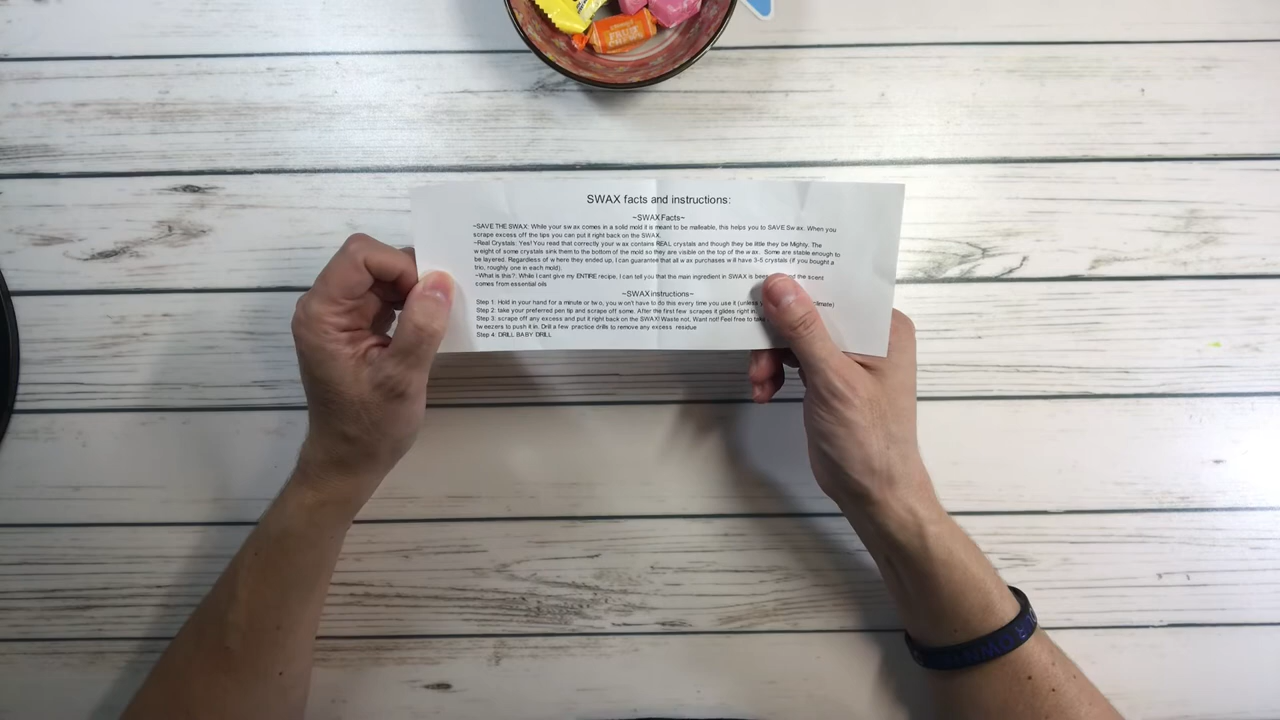 FRUIT
CHEWS
SWAX facts and instructions:
~SWAX Facts~
~SAVE THE SWAX: While your swax comes in a solid mold it is meant to be malleable, this helps you to SAVE Swax. When you
scrape excess off the tips you can put it right back on the SWAX.
~Real Crystals: Yes! You read that correctly your wax contains REAL crystals and though they be little they be Mighty. The
weight of some crystals sink them to the bottom of the mold so they are visible on the top of the wax. Some are stable enough to
be layered. Regardless of where they ended up, I can guarantee that all wax purchases will have 3-5 crystals (if you bought a
trio, roughly one in each mold).
~What is this?: While I cant give my ENTIRE recipe, I can tell you that the main ingredient in SWAX is the scent
comes from essential oils
~SWAX instructions~
Step 1: Hold in your hand for a minute or two, you won't have to do this every time you use it (unless climate)
Step 2: take your preferred pen tip and scrape off some. After the first few scrapes it glides right in.
Step 3: scrape off any excess and put it right back on the SWAX! Waste not, Want not! Feel free to
tweezers to push it in. Drill a few practice drills to remove any excess residue
Step 4: DRILL BABY DRILL